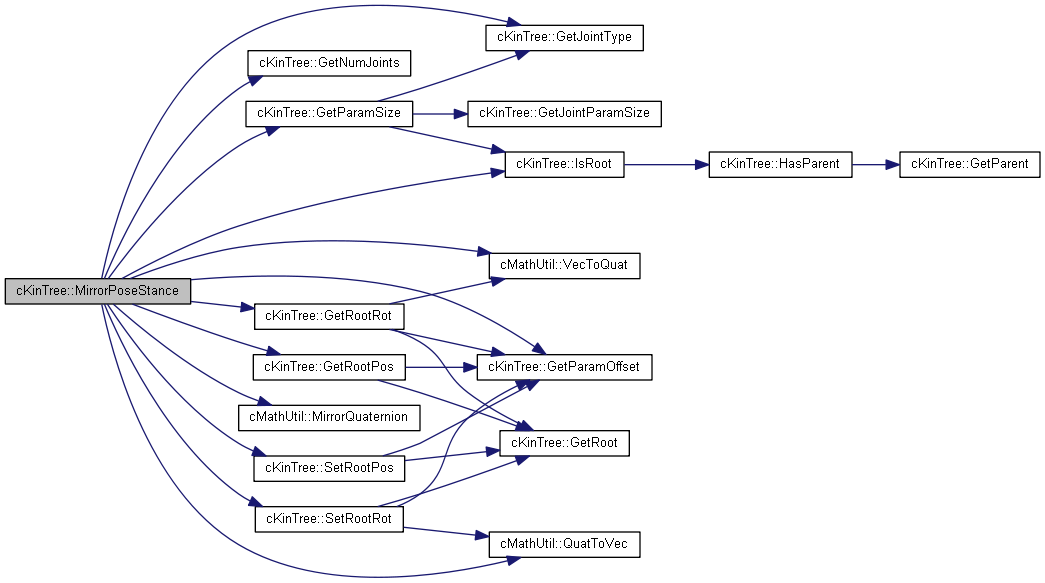 cKinTree::GetJointType
cKinTree::GetNumJoints
cKinTree::GetParamSize
cKinTree::GetJointParamSize
cKinTree::IsRoot
cKinTree::HasParent
cKinTree::GetParent
cMathUtil::VecToQuat
cKinTree::MirrorPoseStance
cKinTree::GetRootRot
cKinTree::GetRootPos
cKinTree::GetParamOffset
cMathUtil::MirrorQuaternion
cKinTree::GetRoot
cKinTree::SetRootPos
cKinTree::SetRootRot
cMathUtil::QuatToVec